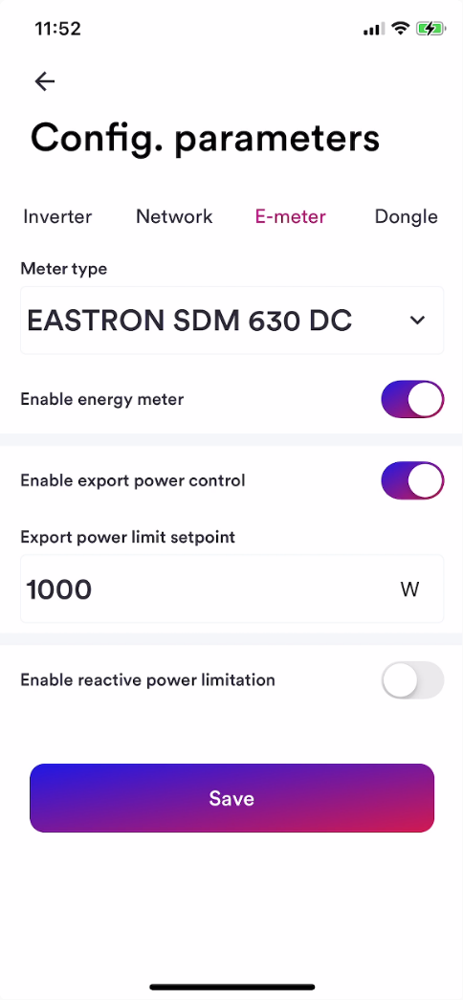 11:52
Config. parameters
Inverter Network E-meter Dongle
Meter type
EASTRON SDM 630 DC
Enable energy meter
Enable export power control
Export power limit setpoint
1000 W
Enable reactive power limitation
Save